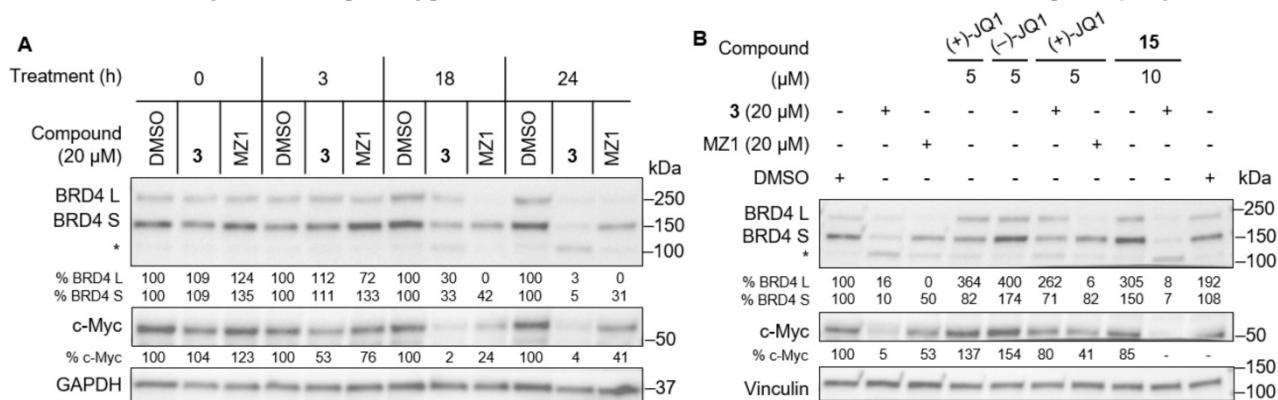 A
Treatment (h) 0 3 18 24
Compound (20 μM) DMSO 3 MZ1 DMSO 3 MZ1 DMSO 3 MZ1 DMSO 3 MZ1
kDa
BRD4 L –250
BRD4 S –150
* –100
% BRD4 L 100 109 124 100 112 72 100 30 0 100 3 0
% BRD4 S 100 109 135 100 111 133 100 33 42 100 5 31
c-Myc –50
% c-Myc 100 104 123 100 53 76 100 2 24 100 4 41
GAPDH –37
B
Compound (+)-JQ1 (–)-JQ1 (+)-JQ1 15
(μM) 5 5 5 10
3 (20 μM) - + - - - + - - + -
MZ1 (20 μM) - - + - - - + - - -
DMSO + - - - - - - - - + kDa
BRD4 L –250
BRD4 S –150
* –100
% BRD4 L 100 16 0 364 400 262 6 305 8 192
% BRD4 S 100 10 50 82 174 71 82 150 7 108
c-Myc –50
% c-Myc 100 5 53 137 154 80 41 85 - -
–150
Vinculin –100